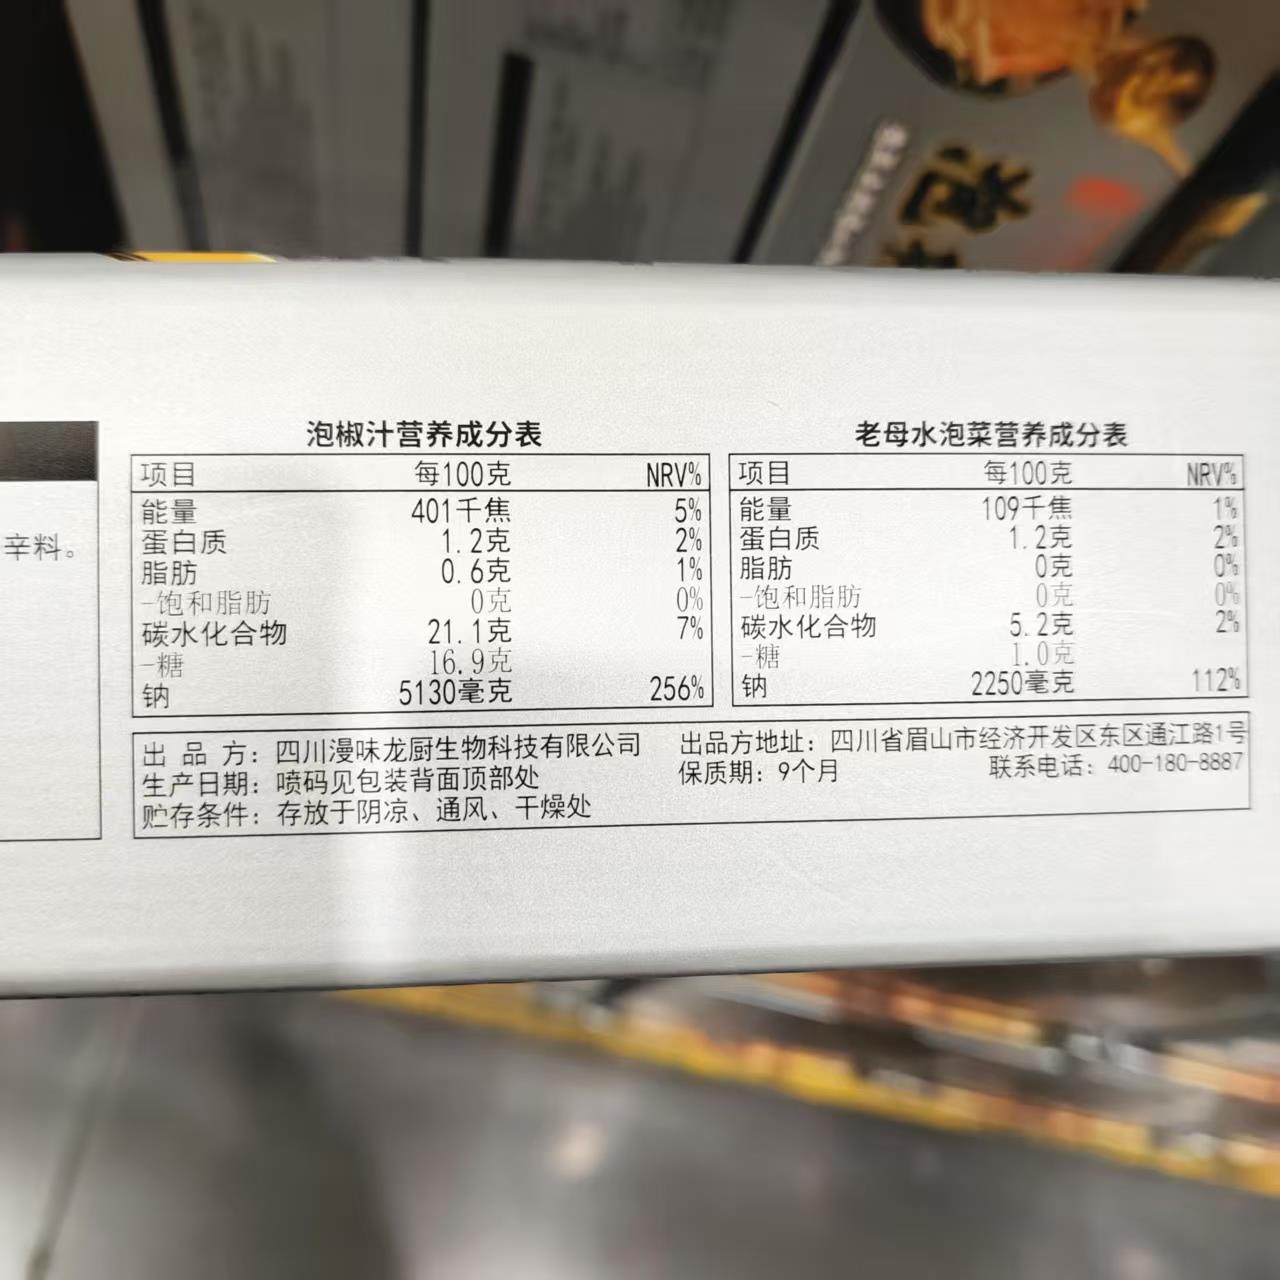 泡
辛料。
泡椒汁营养成分表
项目 每100克 NRV%
能量 401千焦 5%
蛋白质 1.2克 2%
脂肪 0.6克 1%
-饱和脂肪 0克 0%
碳水化合物 21.1克 7%
-糖 16.9克
钠 5130毫克 256%
老母水泡菜营养成分表
项目 每100克 NRV%
能量 109千焦 1%
蛋白质 1.2克 2%
脂肪 0克 0%
-饱和脂肪 0克 0%
碳水化合物 5.2克 2%
-糖 1.0克
钠 2250毫克 112%
出 品 方：四川漫味龙厨生物科技有限公司 出品方地址：四川省眉山市经济开发区东区通江路1号
生产日期：喷码见包装背面顶部处 保质期：9个月 联系电话：400-180-8887
贮存条件：存放于阴凉、通风、干燥处